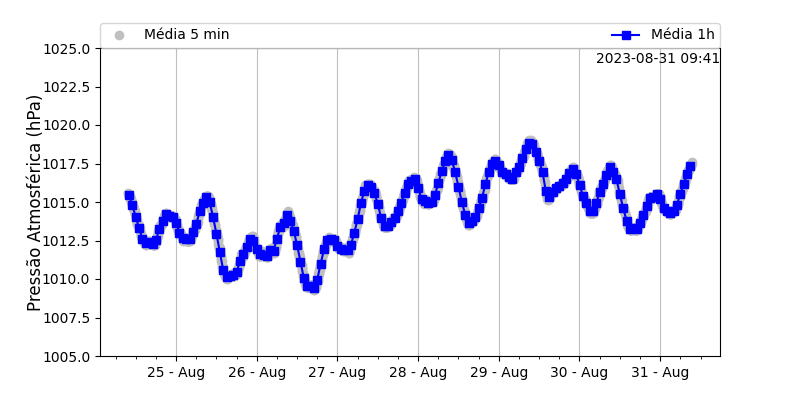 Média 5 min
Média 1h
2023-08-31 09:41
Pressão Atmosférica (hPa)
1025.0
1022.5
1020.0
1017.5
1015.0
1012.5
1010.0
1007.5
1005.0
25 - Aug
26 - Aug
27 - Aug
28 - Aug
29 - Aug
30 - Aug
31 - Aug